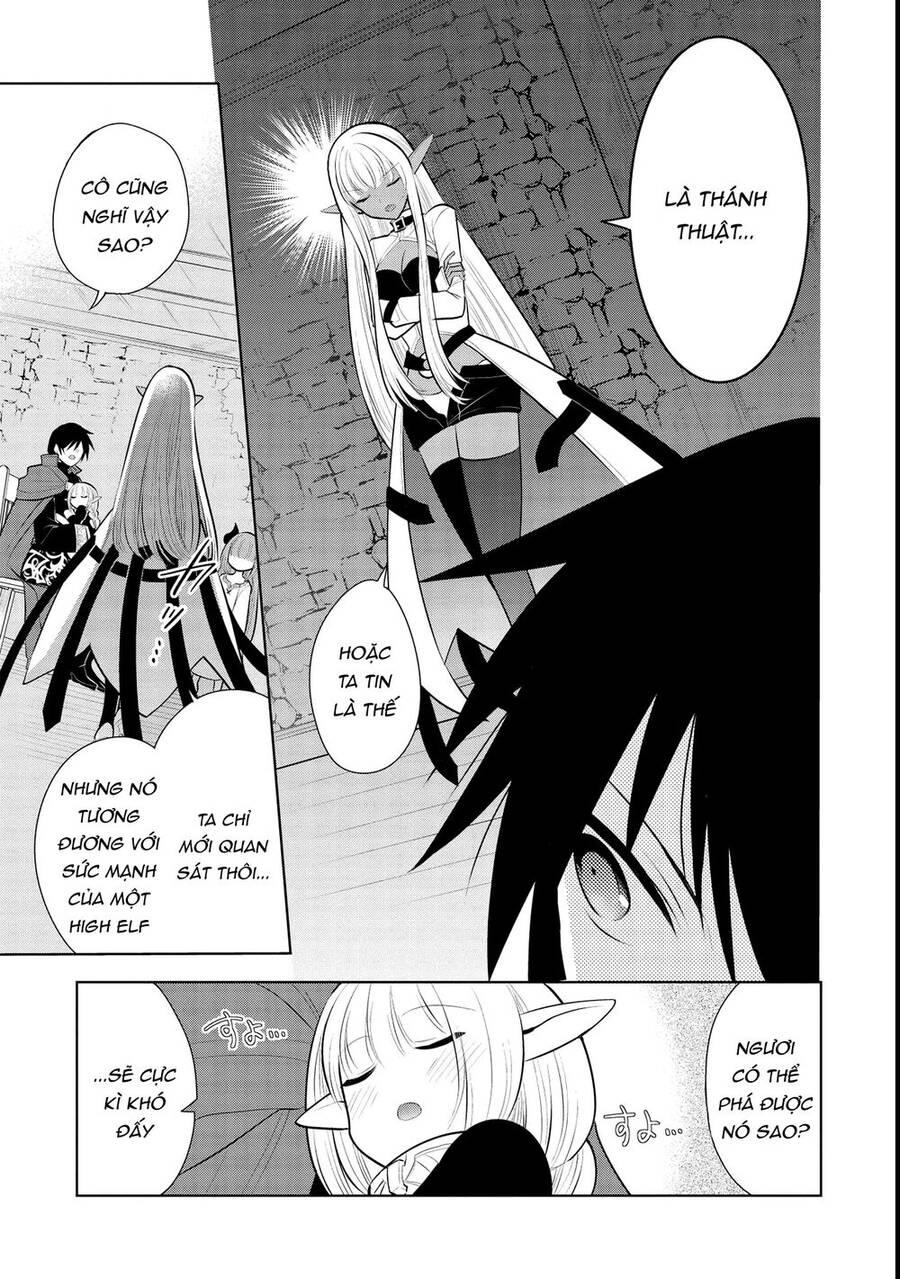 LÀ THÁNH
THUẬT...
HOẶC
TA TIN
LÀ THẾ
CÔ CŨNG
NGHĨ VẬY
SAO?
TA CHỈ
MỚI QUAN
SÁT THÔI...
NHƯNG NÓ
TƯƠNG
ĐƯƠNG VỚI
SỨC MẠNH
CỦA MỘT
HIGH ELF
NGƯƠI
CÓ THỂ
PHÁ ĐƯỢC
NÓ SAO?
すよ...
すよ...
...SẼ CỰC
KÌ KHÓ
ĐẤY